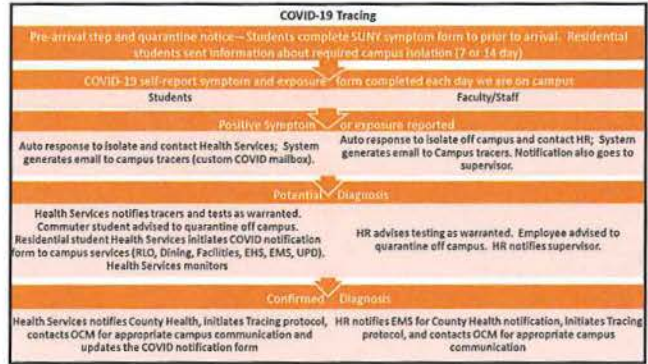 COVID-19 Tracing
Pre-arrival step and quarantine notice—Students complete SUNY symptom form to prior to arrival. Residential
students sent information about required campus isolation (7 or 14 day)
COVID-19 self-report symptom and exposure form completed each day we are on campus
Students
Faculty/Staff
Positive Symptom or exposure reported
Auto response to isolate and contact Health Services; System
generates email to campus tracers (custom COVID mailbox).
Auto response to isolate off campus and contact HR; System
generates email to Campus tracers. Notification also goes to
supervisor.
Potential Diagnosis
Health Services notifies tracers and tests as warranted.
Commuter student advised to quarantine off campus.
Residential student Health Services initiates COVID notification
form to campus services (RLO, Dining, Facilities, EHS, EMS, UPD).
Health Services monitors
HR advises testing as warranted. Employee advised to
quarantine off campus. HR notifies supervisor.
Confirmed Diagnosis
Health Services notifies County Health, initiates Tracing protocol,
contacts OCM for appropriate campus communication and
updates the COVID notification form
HR notifies EMS for County Health notification, initiates Tracing
protocol, and contacts OCM for appropriate campus
communication